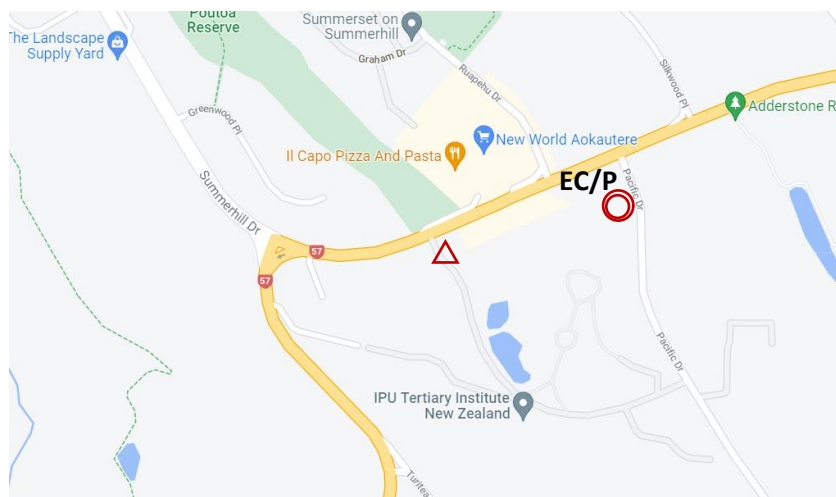 Poutoa
Reserve
Summerset on
Summerhill
The Landscape
Supply Yard
Graham Dr
Ruapehu Dr
Silkwood Pl
Adderstone R
Greenwood Pl
New World Aokautere
Il Capo Pizza And Pasta
EC/P
Pacific Dr
Summerhill Dr
57
57
Pacific Dr
IPU Tertiary Institute
New Zealand
Turitea